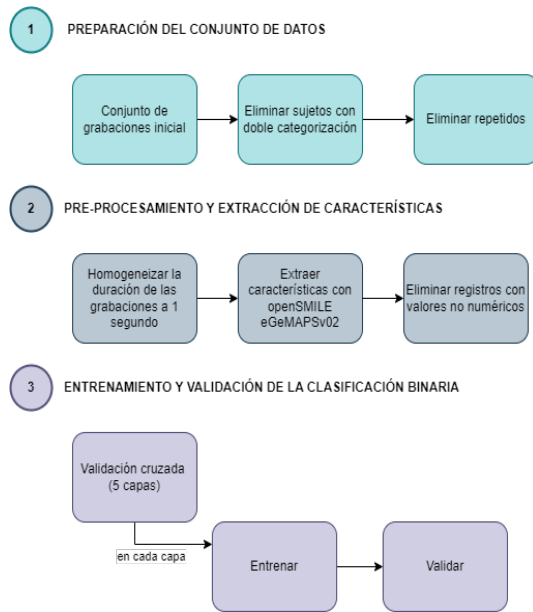 1
PREPARACIÓN DEL CONJUNTO DE DATOS
Conjunto de
grabaciones inicial
Eliminar sujetos con
doble categorización
Eliminar repetidos
2
PRE-PROCESAMIENTO Y EXTRACCIÓN DE CARACTERÍSTICAS
Homogeneizar la
duración de las
grabaciones a 1
segundo
Extraer
características con
openSMILE
eGeMAPSv02
Eliminar registros con
valores no numéricos
3
ENTRENAMIENTO Y VALIDACIÓN DE LA CLASIFICACIÓN BINARIA
Validación cruzada
(5 capas)
en cada capa
Entrenar
Validar